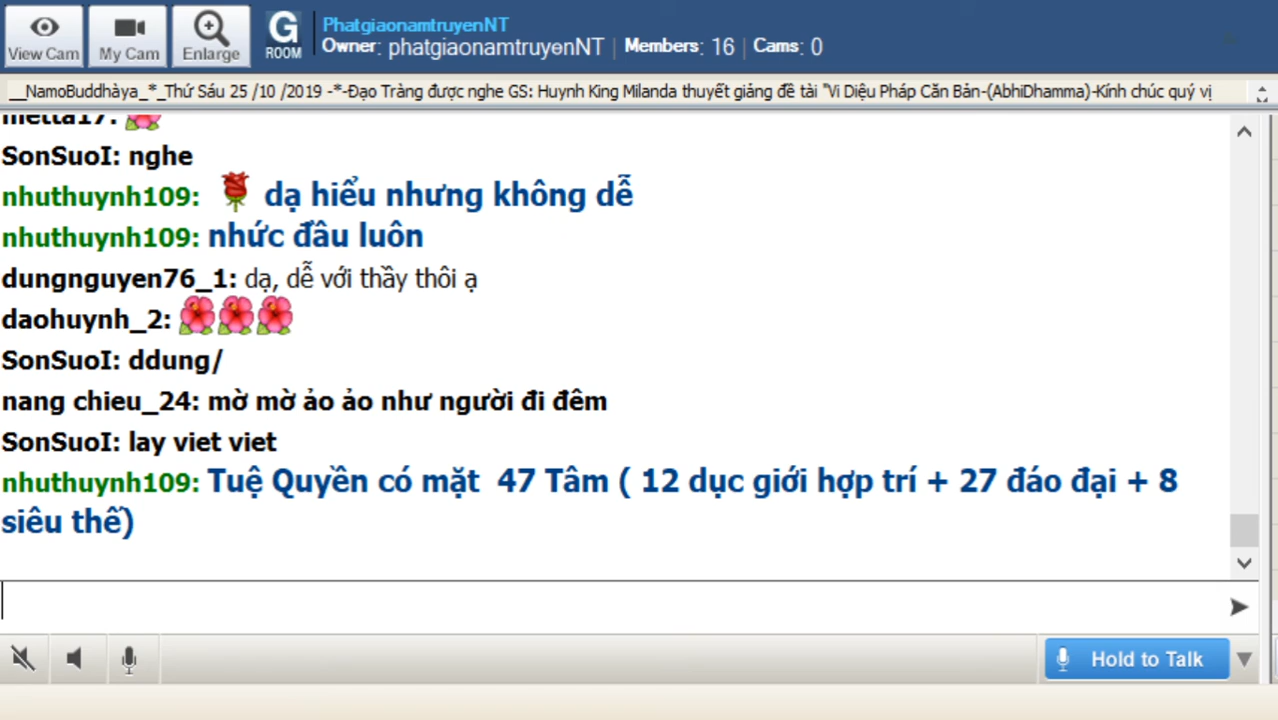 View Cam
My Cam
Enlarge
G
ROOM
PhatgiaonamtruyenNT
Owner: phatgiaonamtruyenNT | Members: 16 | Cams: 0
__NamoBuddhàya_*_Thứ Sáu 25 /10 /2019 -*-Đạo Tràng được nghe GS: Huynh King Milanda thuyết giảng đề tài "Vi Diệu Pháp Căn Bản-(AbhiDhamma)-Kính chúc quý vị
metta17:
SonSuoI: nghe
nhuthuynh109: dạ hiểu nhưng không dễ
nhuthuynh109: nhức đầu luôn
dungnguyen76_1: dạ, dễ với thầy thôi ạ
daohuynh_2:
SonSuoI: ddung/
nang chieu_24: mờ mờ ảo ảo như người đi đêm
SonSuoI: lay viet viet
nhuthuynh109: Tuệ Quyền có mặt 47 Tâm ( 12 dục giới hợp trí + 27 đáo đại + 8
siêu thế)
Hold to Talk